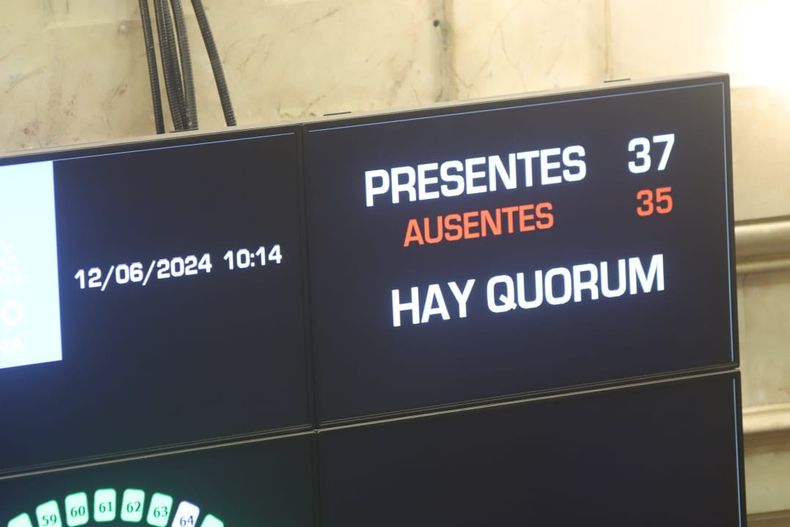 PRESENTES 37
AUSENTES 35
12/06/2024 10:14
HAY QUORUM
59 60 61 62 63 64